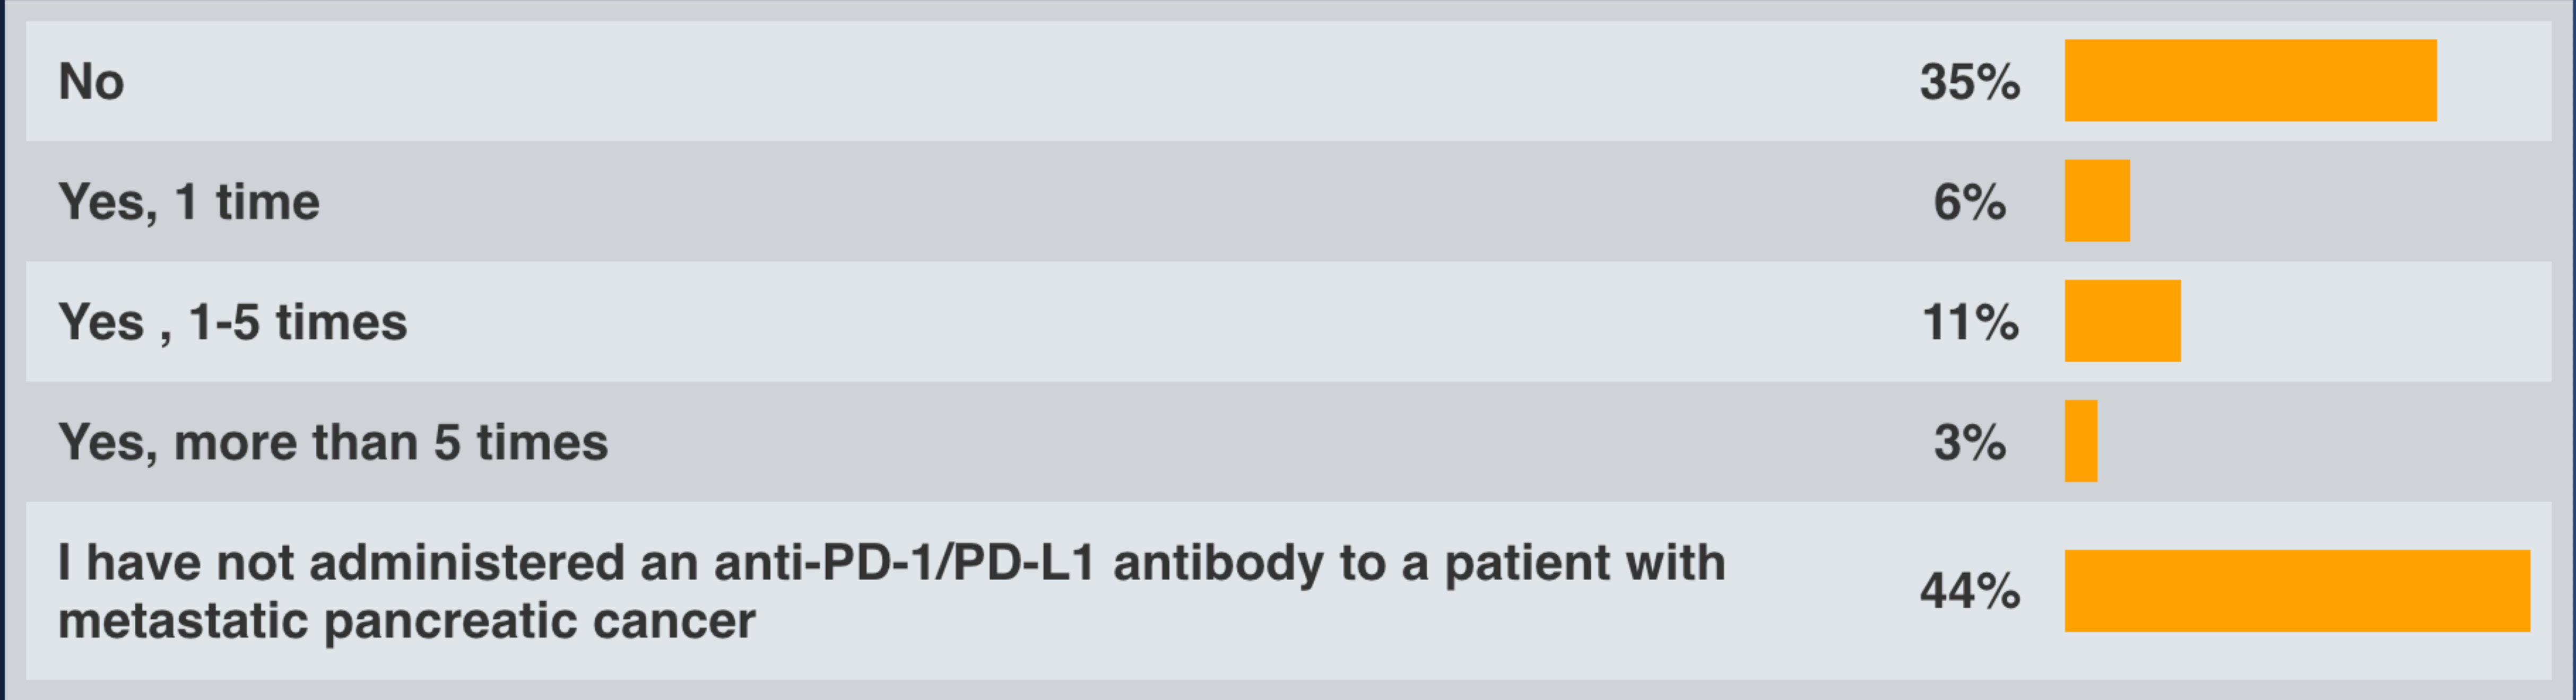 No 35%
Yes, 1 time 6%
Yes , 1-5 times 11%
Yes, more than 5 times 3%
I have not administered an anti-PD-1/PD-L1 antibody to a patient with
metastatic pancreatic cancer 44%